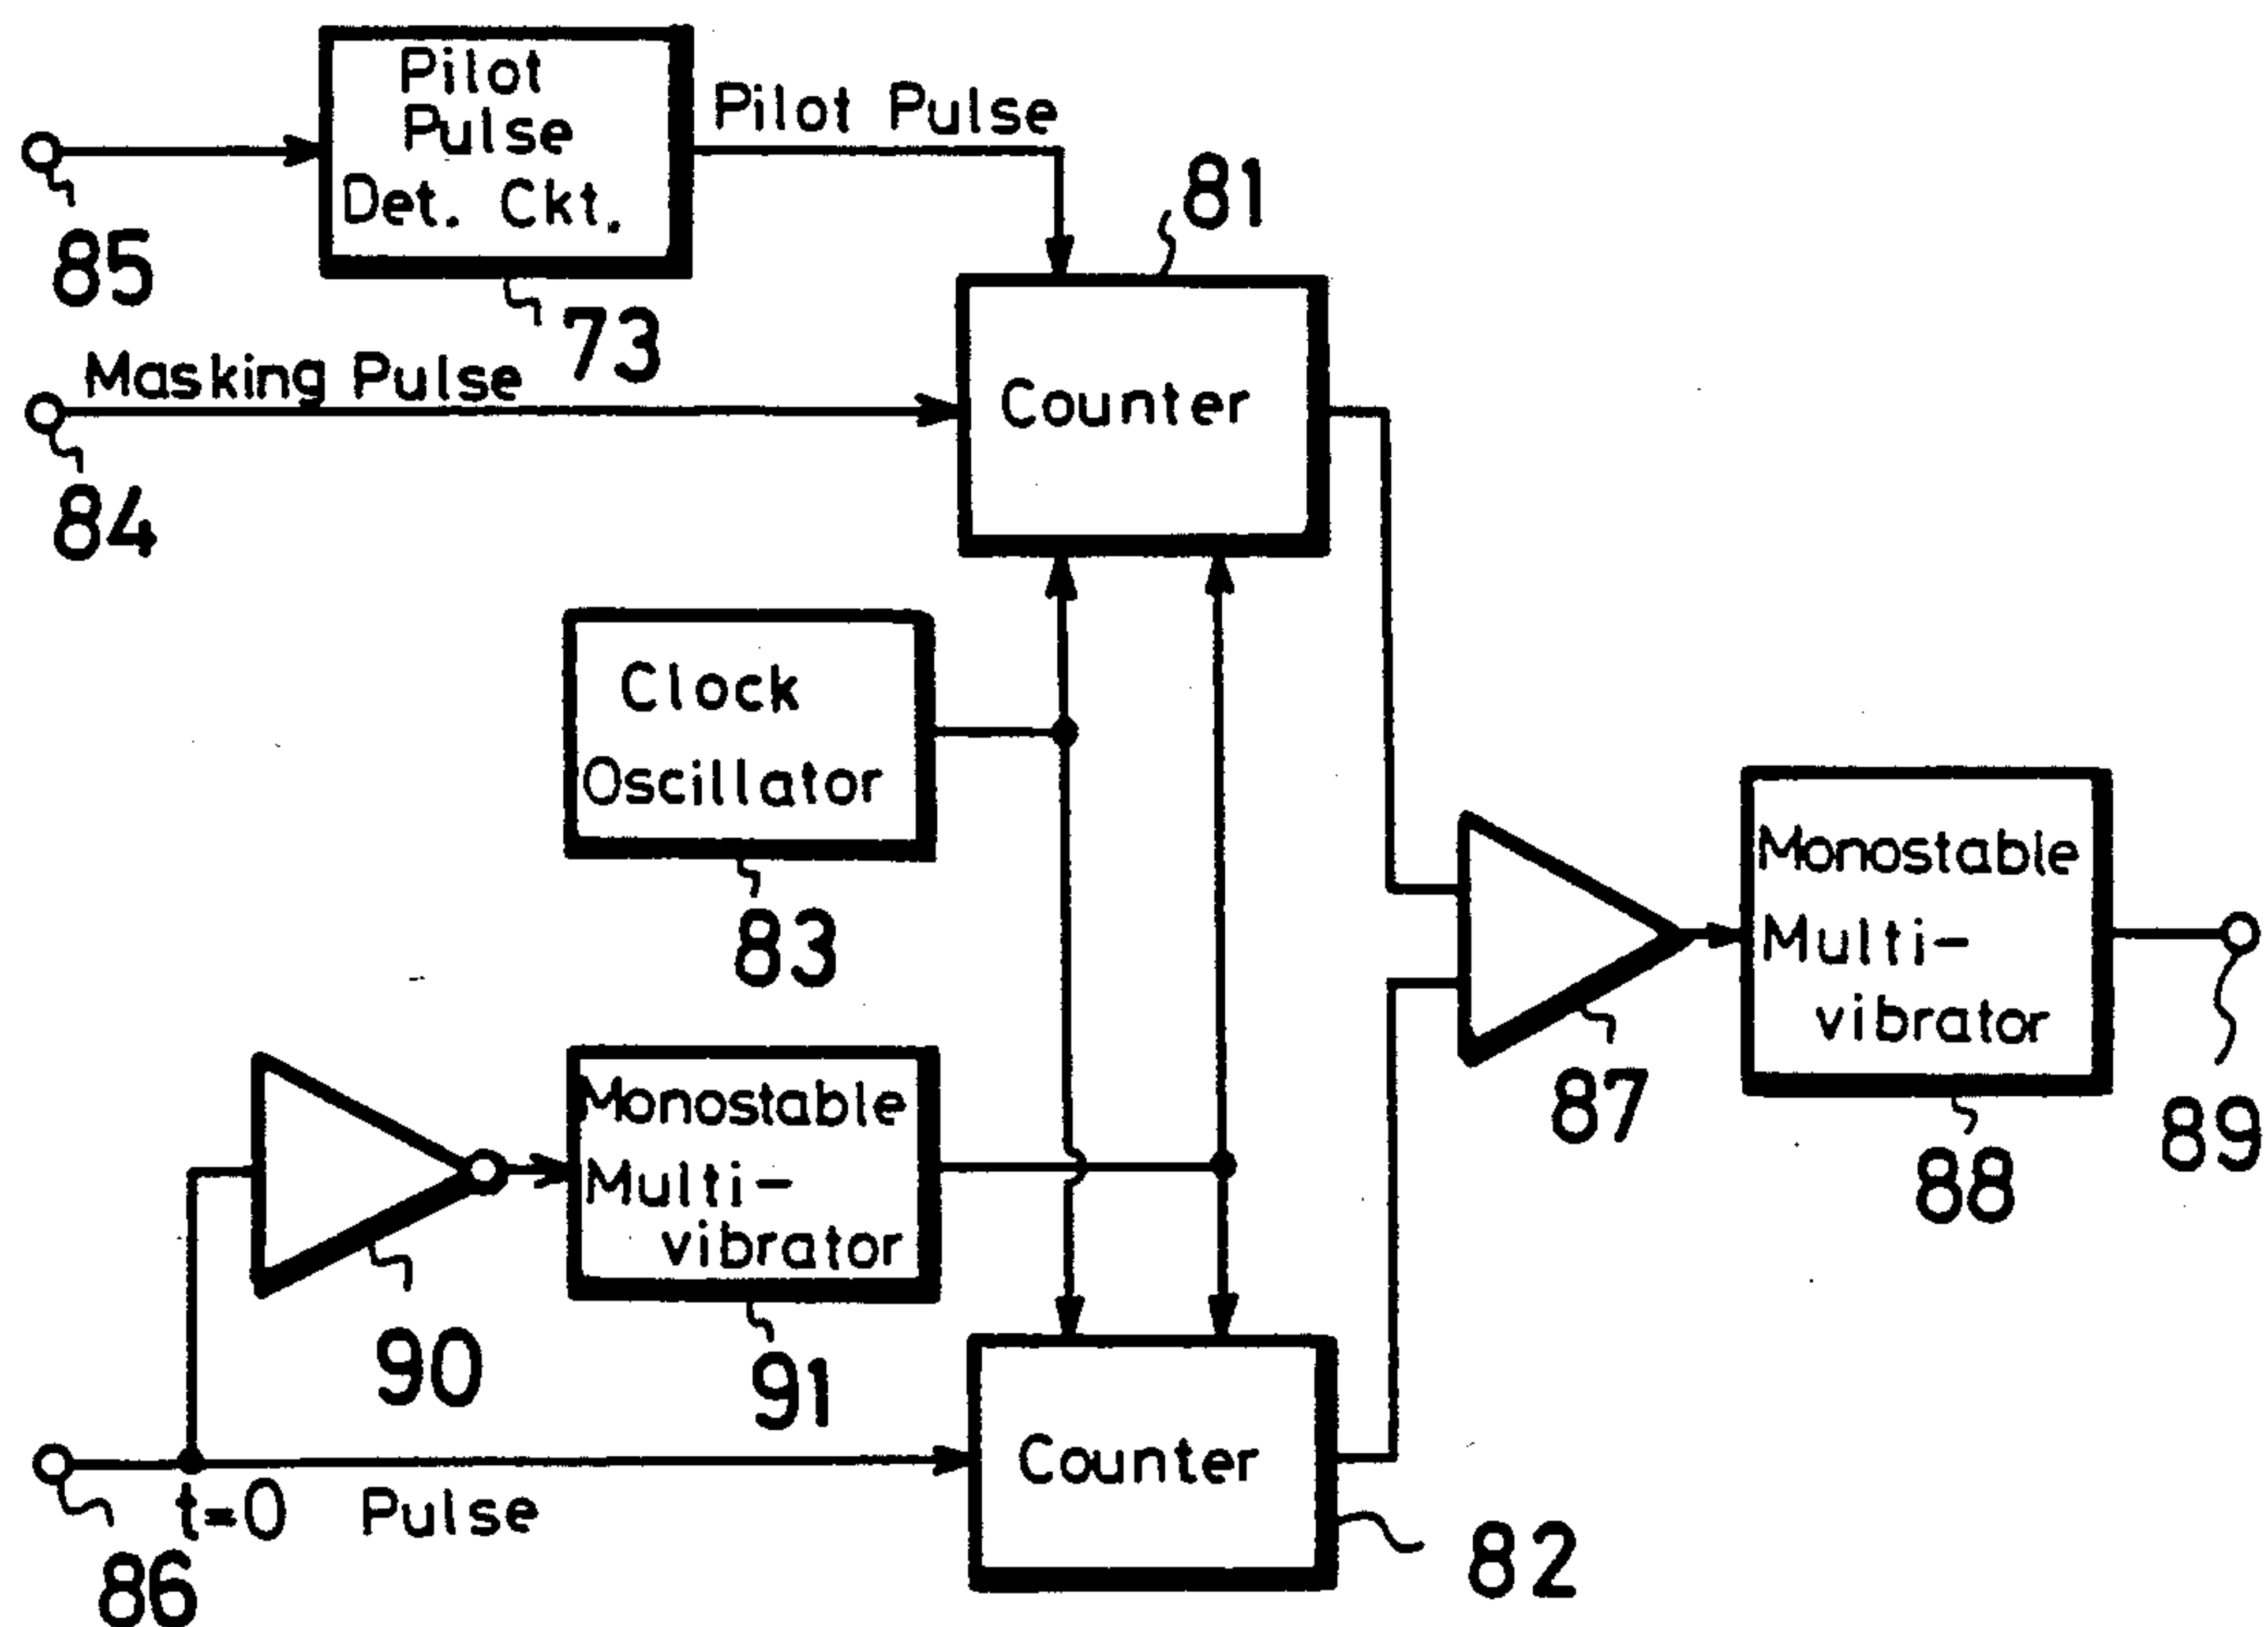 Pilot
Pulse
Det. Ckt.
Pilot Pulse
81
85
73
Masking Pulse
84
Counter
Clock
Oscillator
83
Monostable
Multi-
vibrator
87
88
89
Monostable
Multi-
vibrator
90
91
Counter
t=0 Pulse
86
82